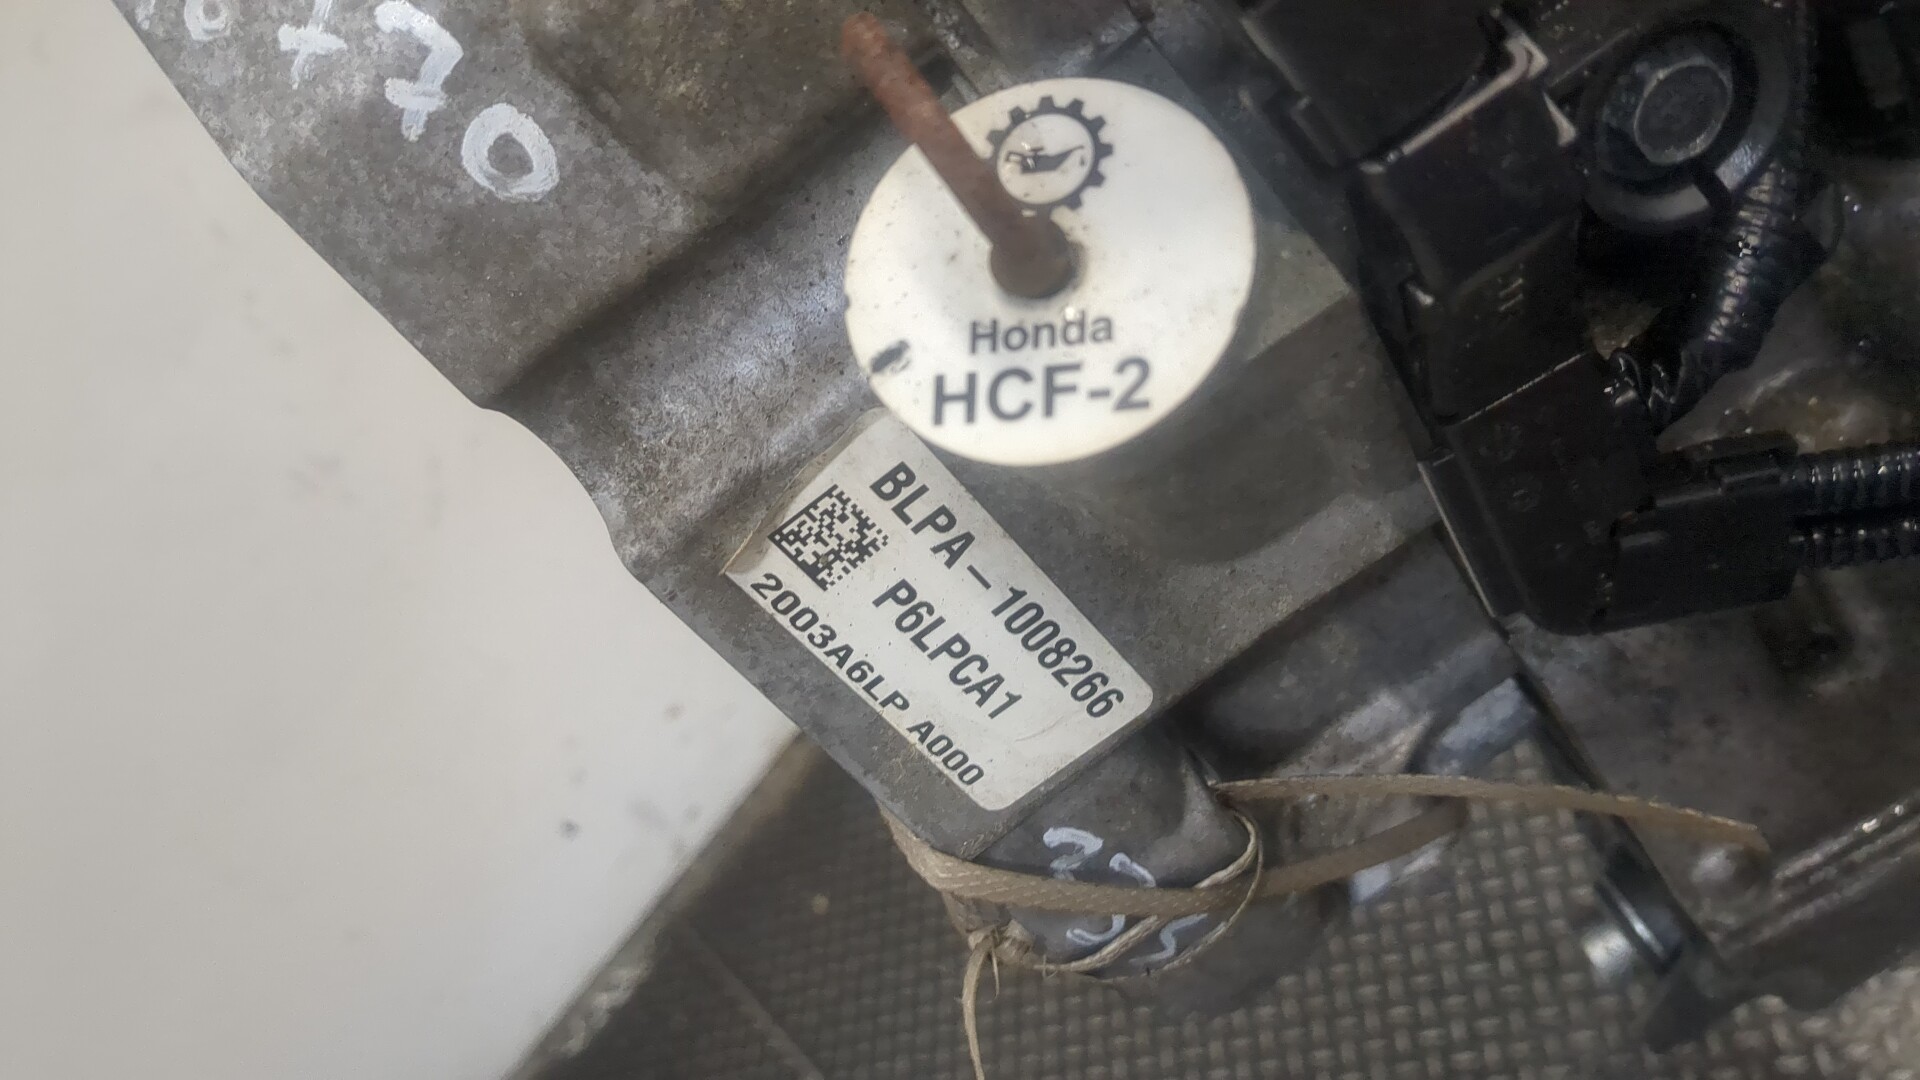 Honda
HCF-2
BLPA-1008266
P6LPCA1
2003A6LP A000